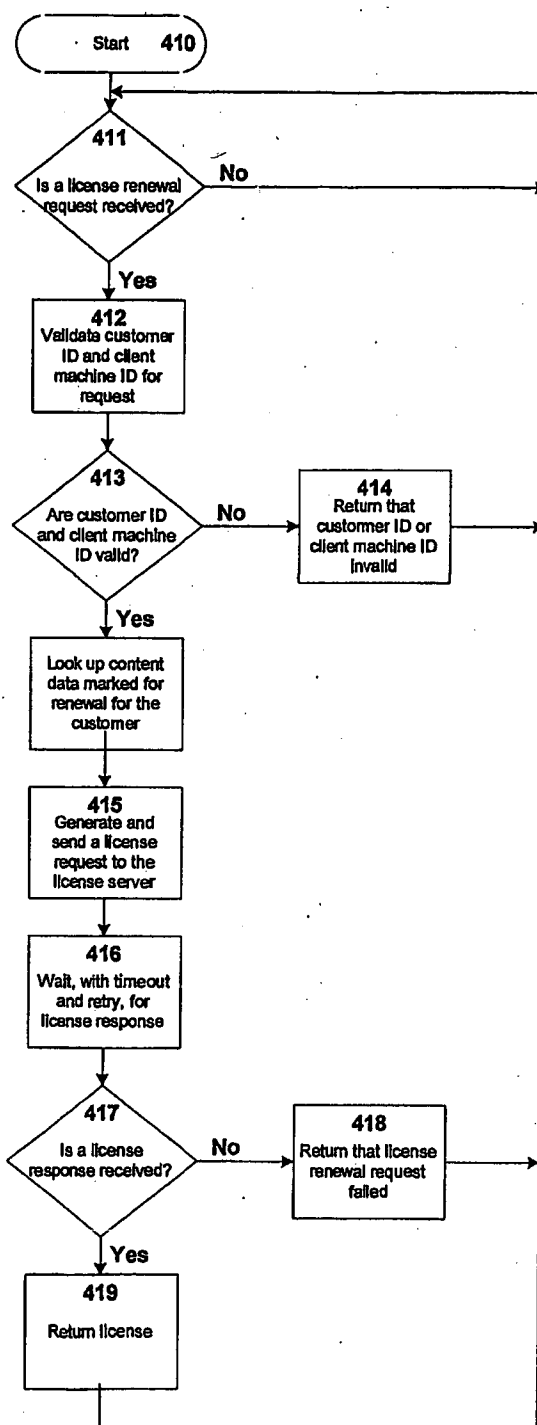 Start 410
411
Is a license renewal
request received?
No
Yes
412
Validate customer
ID and client
machine ID for
request
413
Are customer ID
and client machine
ID valid?
No
414
Return that
customer ID or
client machine ID
invalid
Yes
Look up content
data marked for
renewal for the
customer
415
Generate and
send a license
request to the
license server
416
Wait, with timeout
and retry, for
license response
417
Is a license
response received?
No
418
Return that license
renewal request
failed
Yes
419
Return license